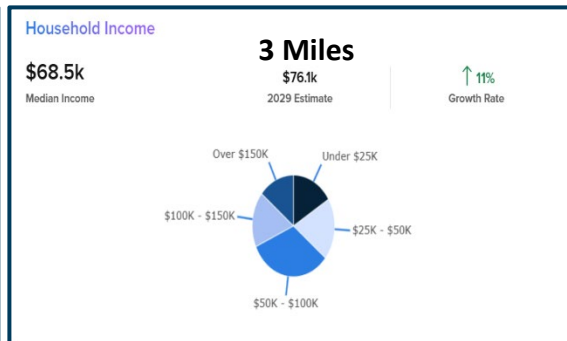 Household Income
3 Miles
$68.5k
Median Income
$76.1k
2029 Estimate
↑ 11%
Growth Rate
Over $150K
Under $25K
$100K - $150K
$25K - $50K
$50K - $100K